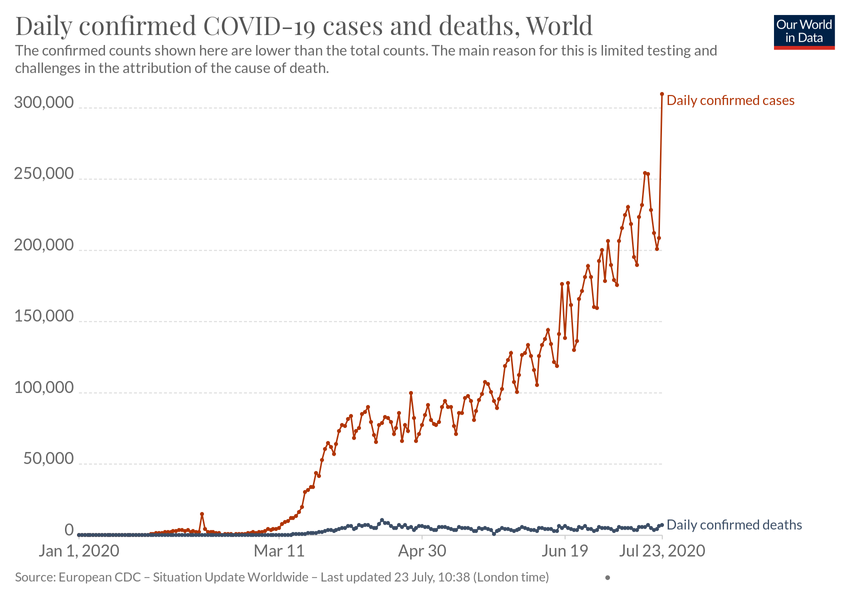 Daily confirmed COVID-19 cases and deaths, World
Our World
in Data
The confirmed counts shown here are lower than the total counts. The main reason for this is limited testing and
challenges in the attribution of the cause of death.
300,000
Daily confirmed cases
250,000
200,000
150,000
100,000
50,000
Daily confirmed deaths
0
Jan 1, 2020
Mar 11
Apr 30
Jun 19
Jul 23, 2020
Source: European CDC – Situation Update Worldwide – Last updated 23 July, 10:38 (London time)